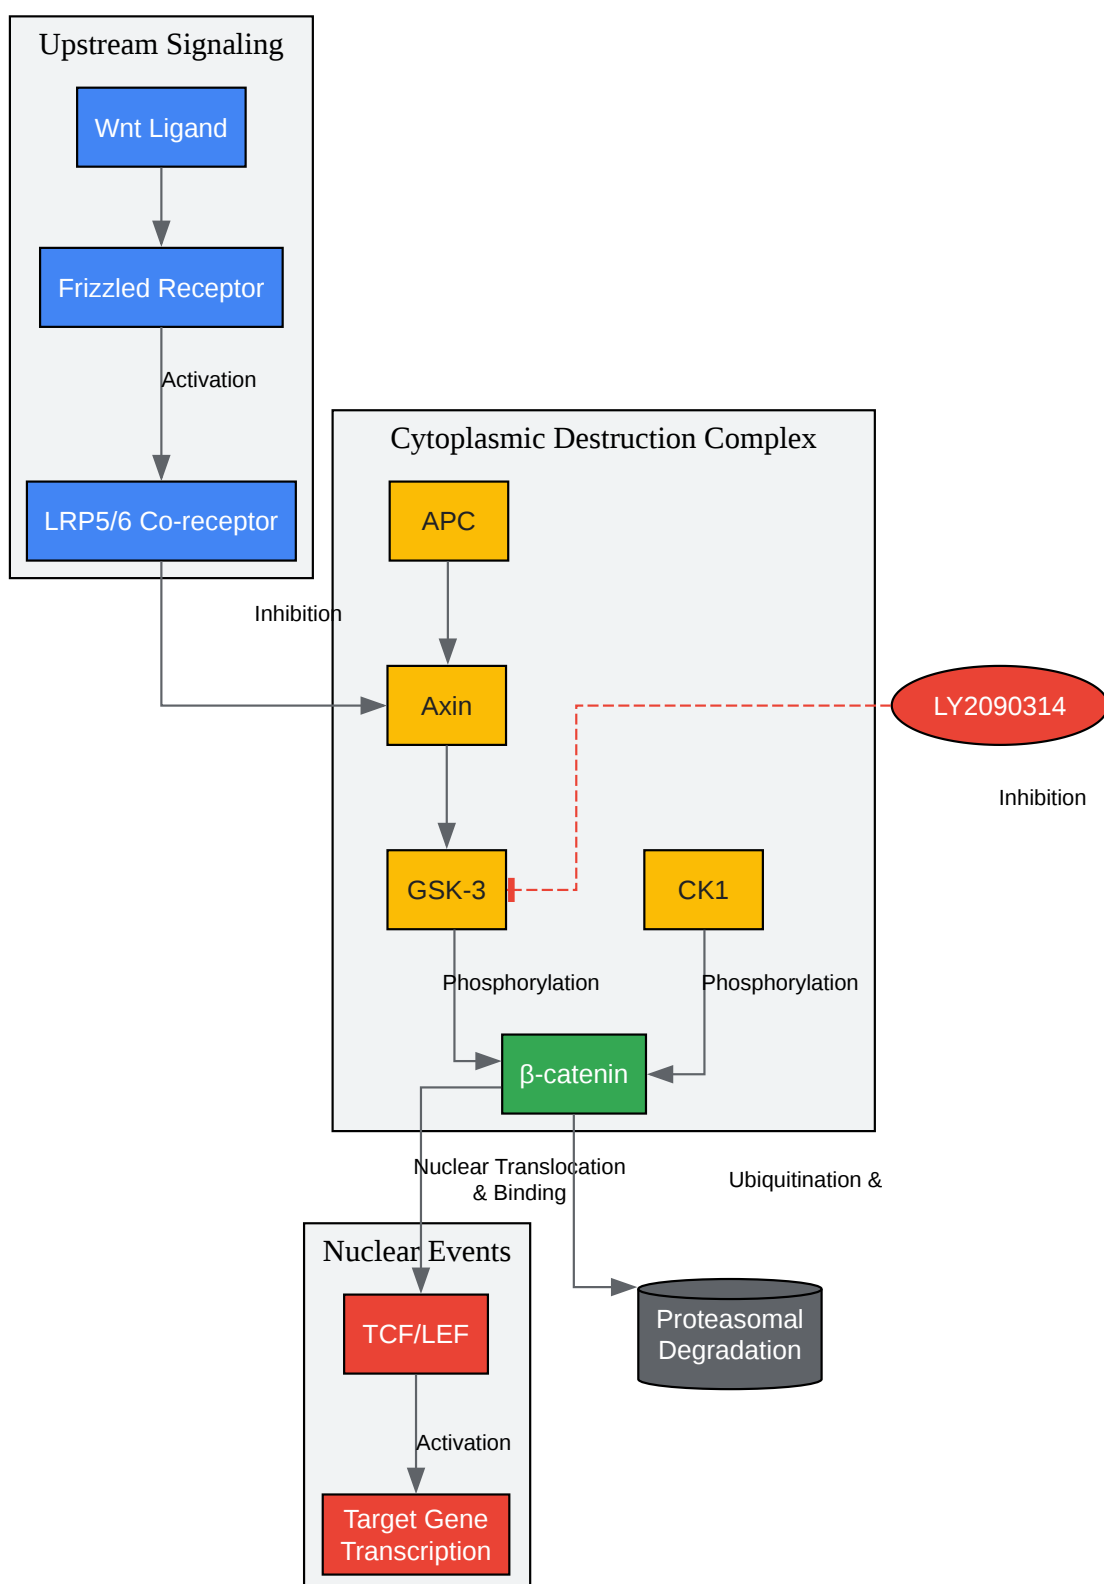 Upstream Signaling
Wnt Ligand
Frizzled Receptor
Activation
LRP5/6 Co-receptor
Inhibition
Cytoplasmic Destruction Complex
APC
Axin
LY2090314
Inhibition
GSK-3
CK1
Phosphorylation
Phosphorylation
β-catenin
Nuclear Translocation
& Binding
Ubiquitination &
Nuclear Events
TCF/LEF
Proteasomal
Degradation
Activation
Target Gene
Transcription